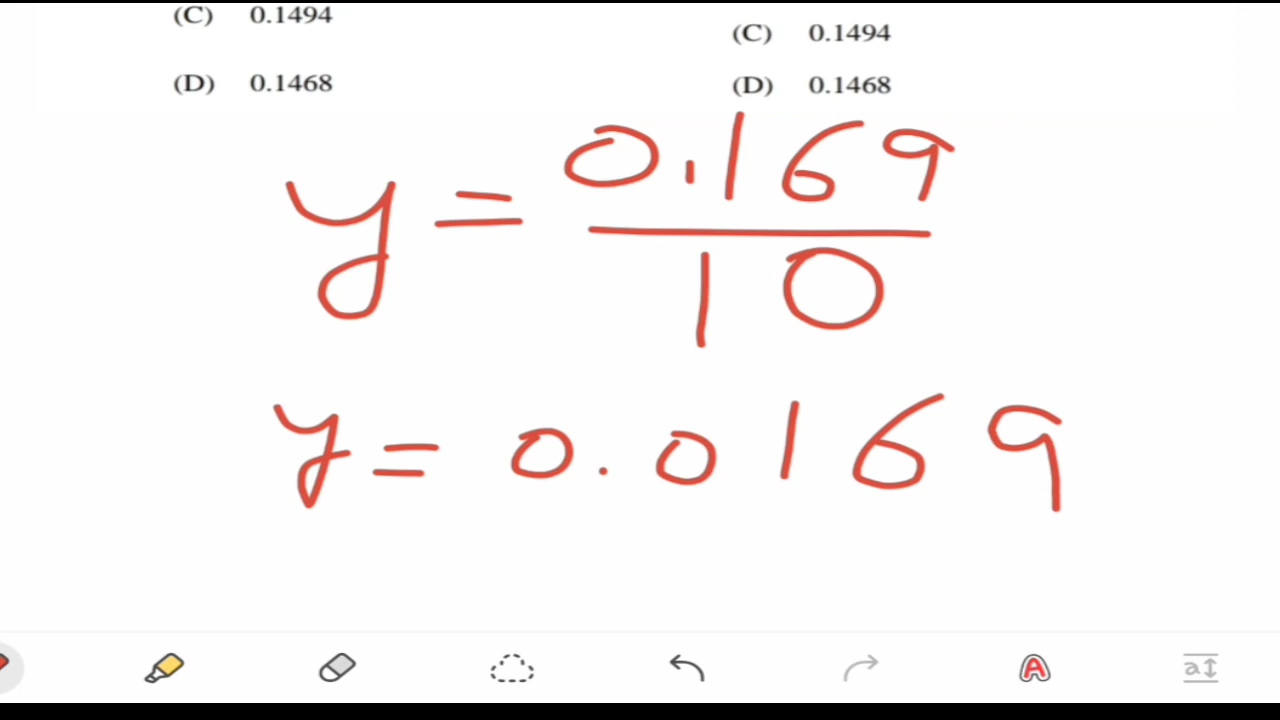 (C) 0.1494
(D) 0.1468
(C) 0.1494
(D) 0.1468
y = 0.169
10
y = 0.0169
A
a